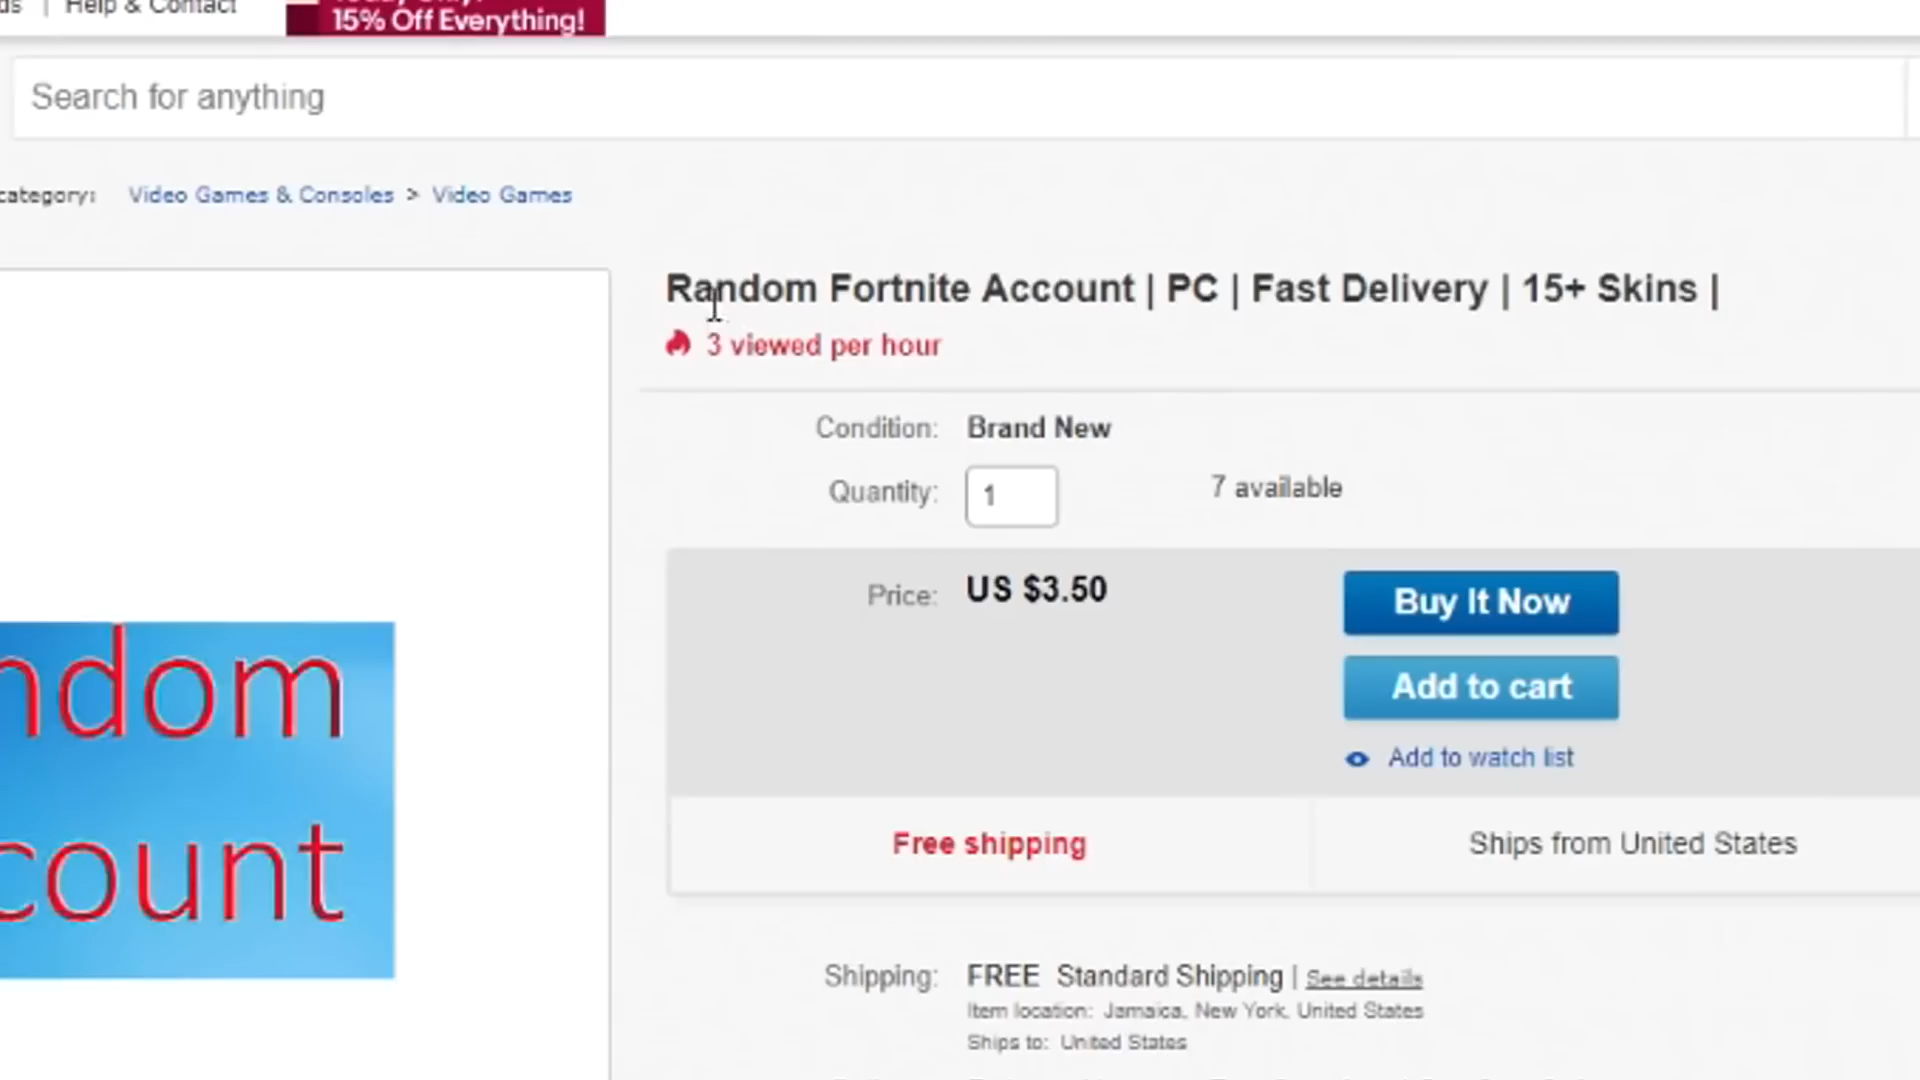 Help & Contact
15% Off Everything!
Search for anything
category: Video Games & Consoles > Video Games
Random Fortnite Account | PC | Fast Delivery | 15+ Skins |
3 viewed per hour
Condition: Brand New
Quantity: 1 7 available
Price: US $3.50
Buy It Now
Add to cart
Add to watch list
ndom
count
Free shipping
Ships from United States
Shipping: FREE Standard Shipping | See details
Item location: Jamaica, New York, United States
Ships to: United States